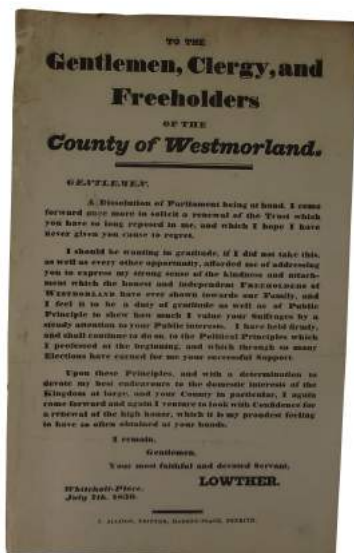 TO THE
Gentlemen, Clergy, and
Freeholders
OF THE
County of Westmorland.
GENTLEMEN,
A Dissolution of Parliament being at hand, I come
forward once more to solicit a renewal of the Trust which
you have so long reposed in me, and which I hope I have
never given you cause to regret.
I should be wanting in gratitude, if I did not take this,
as well as every other opportunity, afforded me of addressing
you to express my strong sense of the kindness and attach-
ment which the honest and independent FREEHOLDERS of
WESTMORLAND have ever shown towards our Family, and
I feel it to be a duty of gratitude as well as of Public
Principle to shew how much I value your Suffrages by a
steady attention to your Public interests. I have held firmly,
and shall continue to do so, to the Political Principles which
I professed at the beginning, and which through so many
Elections have earned for me your successful Support.
Upon these Principles, and with a determination to
devote my best endeavours to the domestic interests of the
Kingdom at large, and your County in particular, I again
come forward and again I venture to look with Confidence for
a renewal of the high honor, which it is my proudest feeling
to have so often obtained at your hands.
I remain,
Gentlemen,
Your most faithful and devoted Servant,
LOWTHER.
Whitehall-Place,
July 7th, 1830.
ALLISON, PRINTER, MARKET-PLACE, PENRITH.